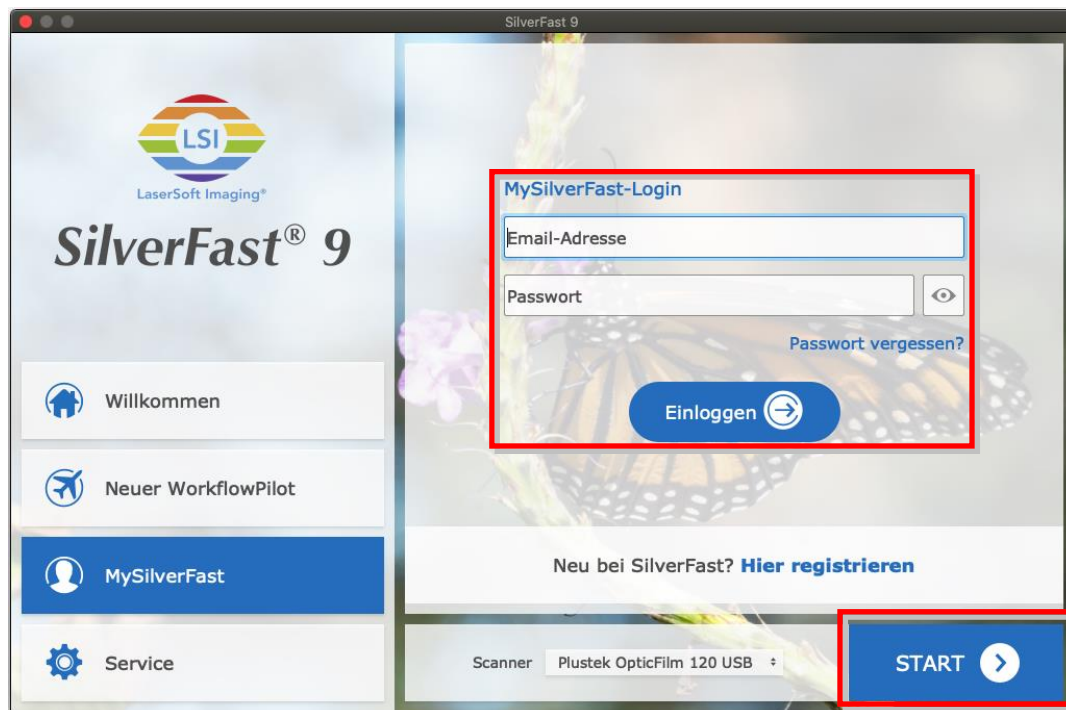 SilverFast 9
LSI
LaserSoft Imaging®
SilverFast® 9
Willkommen
Neuer WorkflowPilot
MySilverFast
Service
MySilverFast-Login
Email-Adresse
Passwort
Passwort vergessen?
Einloggen
Neu bei SilverFast? Hier registrieren
Scanner Plustek OpticFilm 120 USB
START